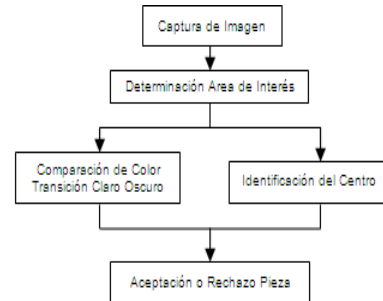 Captura de Imagen
Determinación Area de Interés
Comparación de Color
Transición Claro Oscuro
Identificación del Centro
Aceptación o Rechazo Pieza